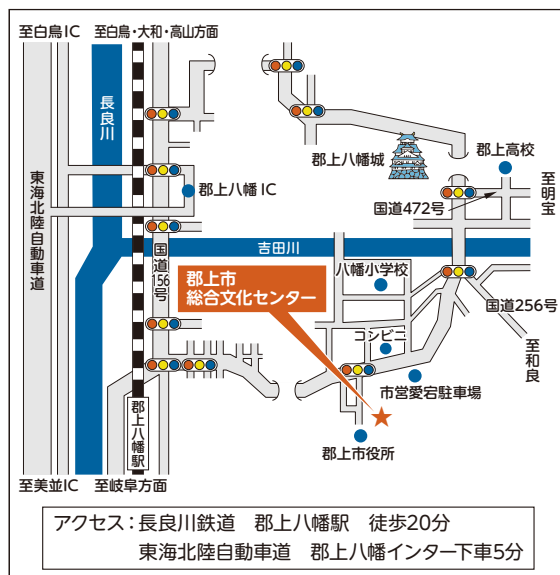 至白鳥IC
至白鳥・大和・高山方面
長良川
東海北陸自動車道
郡上八幡IC
国道156号
郡上八幡城
郡上高校
至明宝
国道472号
吉田川
八幡小学校
郡上市
総合文化センター
国道256号
至和良
コンビニ
市営愛宕駐車場
郡上市役所
郡上八幡駅
至美並IC
至岐阜方面
アクセス：長良川鉄道　郡上八幡駅　徒歩20分
東海北陸自動車道　郡上八幡インター下車5分